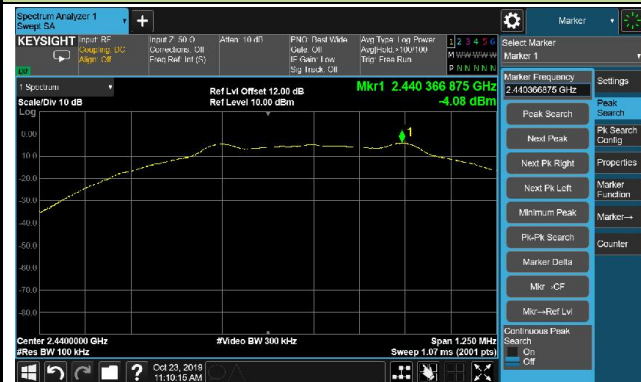 Spectrum Analyzer 1
Swept SA
+
Marker
KEYSIGHT
Input: RF
Coupling: DC
Align: Off
Input Z: 50 Ω
Corrections: Off
Freq Ref: Int (S)
Atten: 10 dB
PNO: Best Wide
Gate: Off
IF Gain: Low
Sig Track: Off
Avg Type: Log Power
Avg|Hold:>100/100
Trig: Free Run
1 2 3 4 5 6
M W W W W W
P N N N N N
Select Marker
Marker 1
1 Spectrum
Scale/Div 10 dB
Log
Ref Lvl Offset 12.00 dB
Ref Level 10.00 dBm
Mkr1 2.440 366 875 GHz
-4.08 dBm
1
0.00
-10.0
-20.0
-30.0
-40.0
-50.0
-60.0
-70.0
-80.0
Center 2.4400000 GHz
#Res BW 100 kHz
#Video BW 300 kHz
Span 1.250 MHz
Sweep 1.07 ms (2001 pts)
Marker Frequency
2.440366875 GHz
Peak Search
Next Peak
Next Pk Right
Next Pk Left
Minimum Peak
Pk-Pk Search
Marker Delta
Mkr→CF
Mkr→Ref Lvl
Continuous Peak
Search
On
Off
Settings
Peak
Search
Pk Search
Config
Properties
Marker
Function
Marker→
Counter
?
Oct 23, 2019
11:10:15 AM